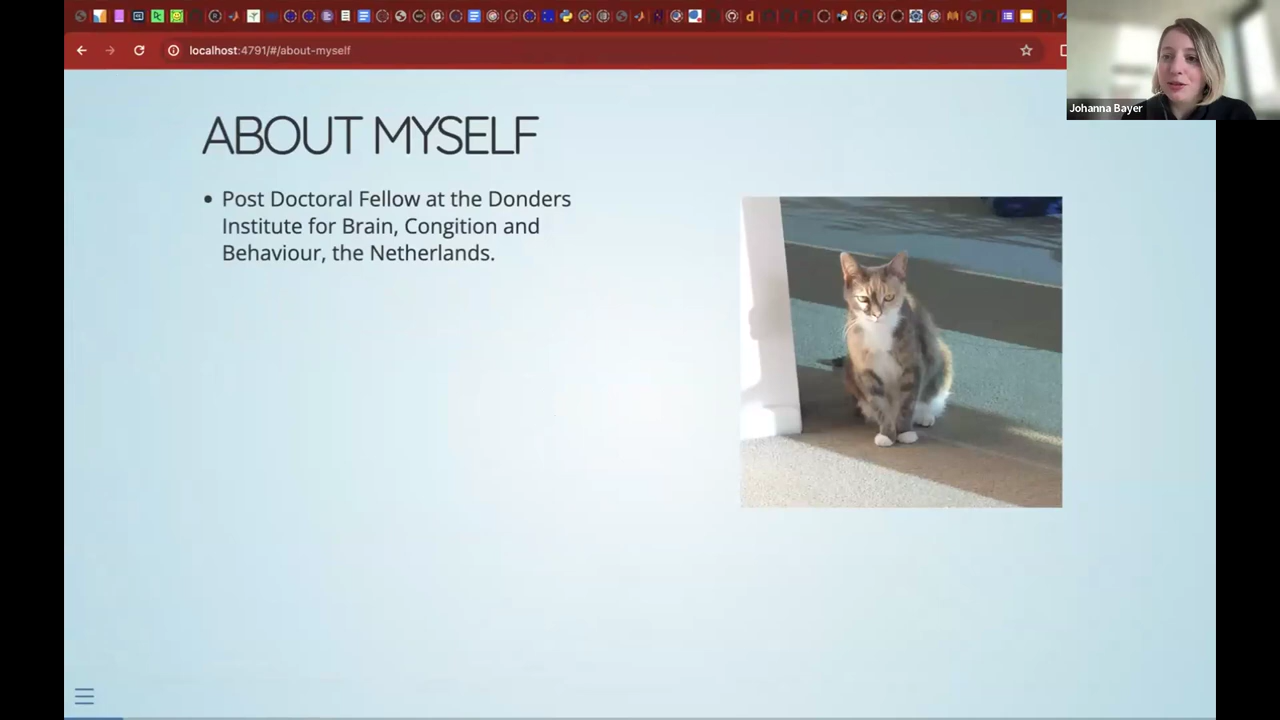 localhost:4791/#/about-myself
Johanna Bayer
ABOUT MYSELF
• Post Doctoral Fellow at the Donders
Institute for Brain, Congition and
Behaviour, the Netherlands.